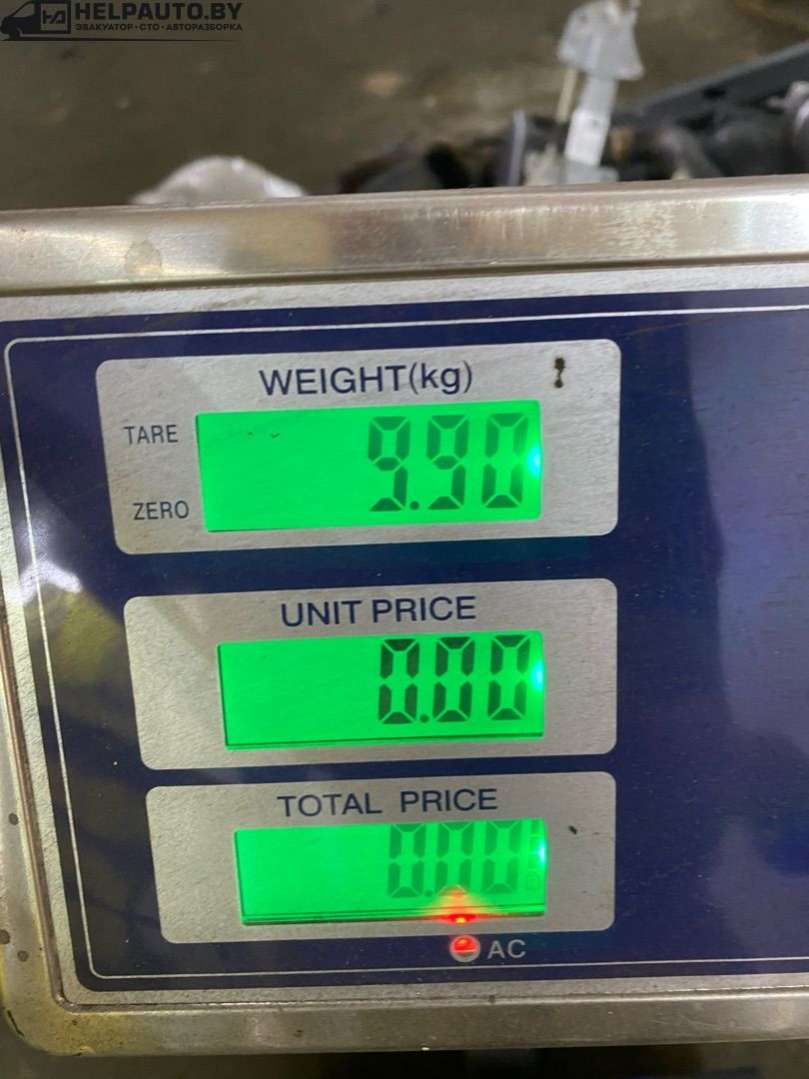 HELPAUTO.BY
ЭВАКУАТОР·СТО·АВТОРАЗБОРКА
WEIGHT(kg)
TARE
9.90
ZERO
UNIT PRICE
0.00
TOTAL PRICE
0.00
AC